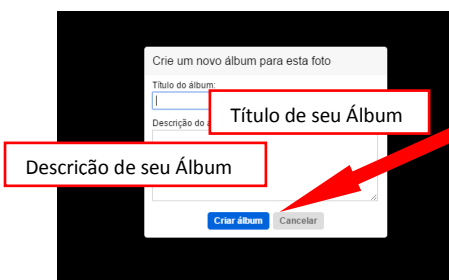 Crie um novo álbum para esta foto
Título do álbum:
Título de seu Álbum
Descrição do
Descricão de seu Álbum
Criar álbum Cancelar